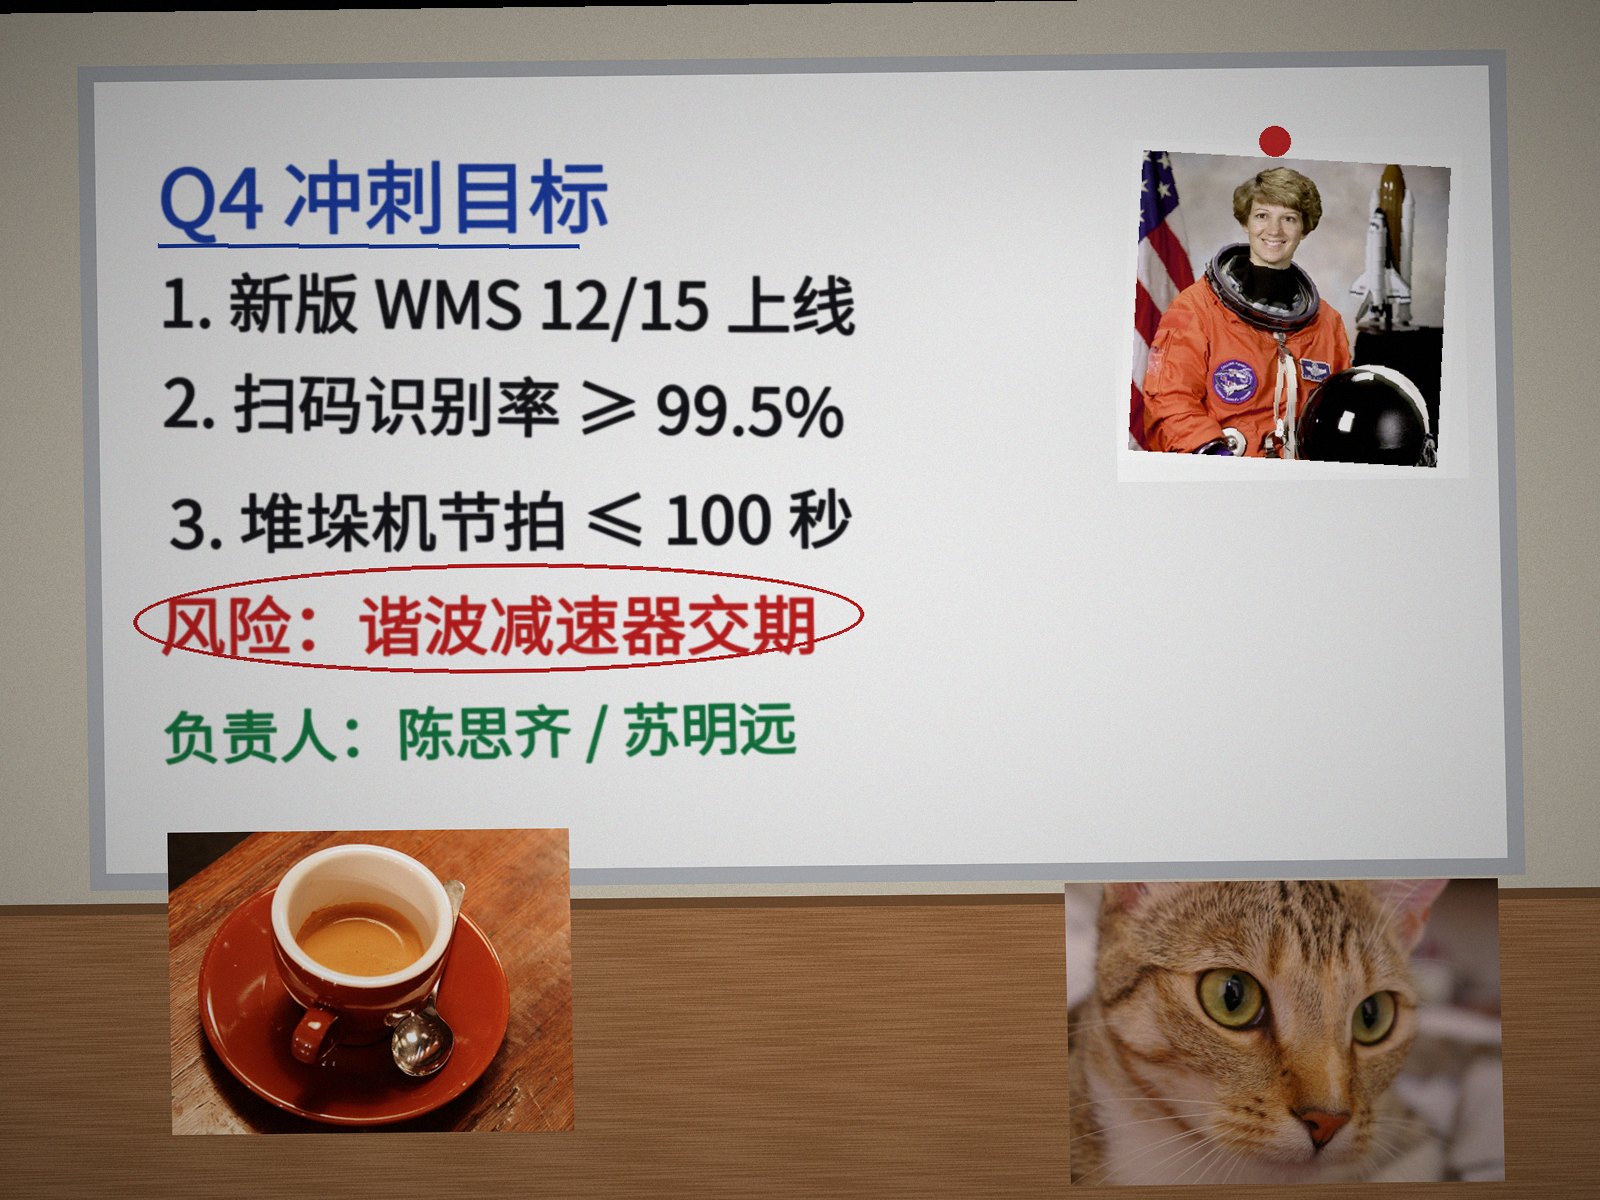 Q4 冲刺目标
1. 新版 WMS 12/15 上线
2. 扫码识别率 ≥ 99.5%
3. 堆垛机节拍 ≤ 100 秒
风险：谐波减速器交期
负责人：陈思齐 / 苏明远